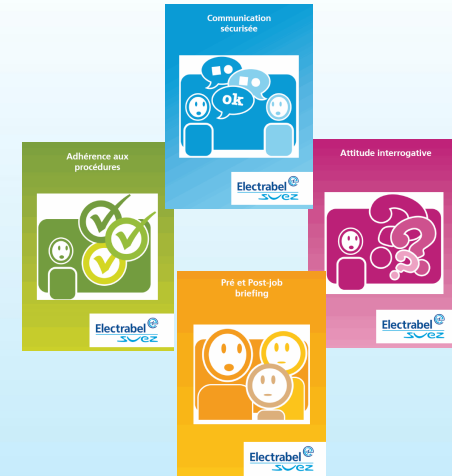 Communication
sécurisée
ok
Electrabel
suez
Adhérence aux
procédures
Electrabel
suez
Attitude interrogative
???
Electrabel
suez
Pré et Post-job
briefing
Electrabel
suez